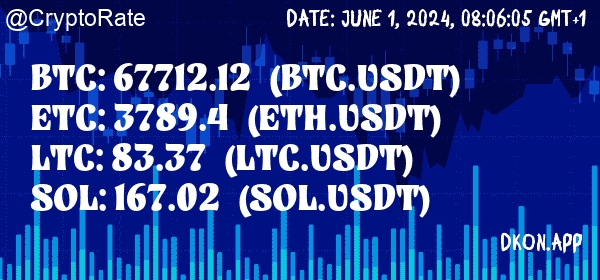 @CryptoRate
DATE: JUNE 1, 2024, 08:06:05 GMT+1
BTC: 67712.12 (BTC.USDT)
ETC: 3789.4 (ETH.USDT)
LTC: 83.37 (LTC.USDT)
SOL: 167.02 (SOL.USDT)
DKON.APP